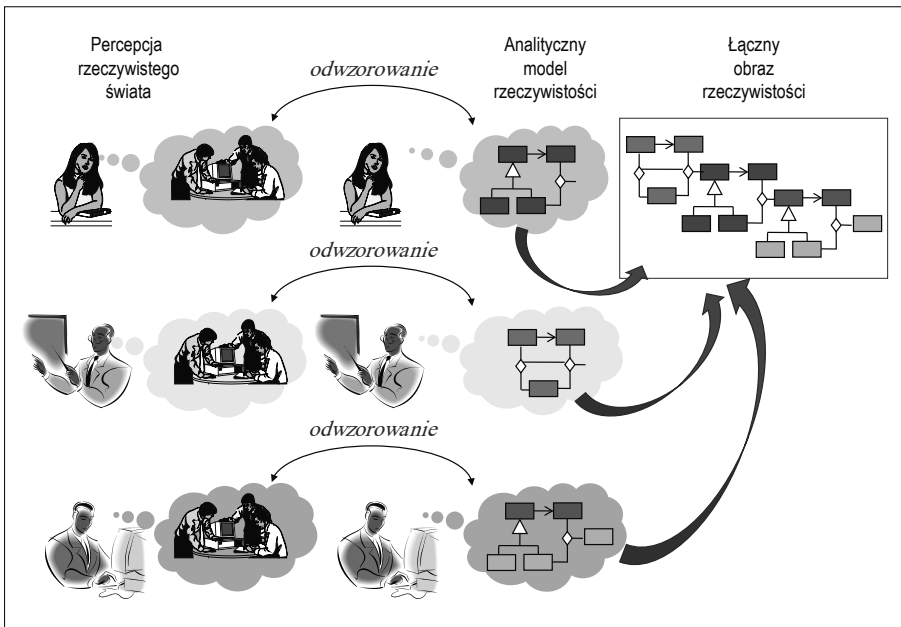 Percepcja
rzeczywistego
świata
odwzorowanie
Analityczny
model
rzeczywistości
Łączny
obraz
rzeczywistości
odwzorowanie
odwzorowanie